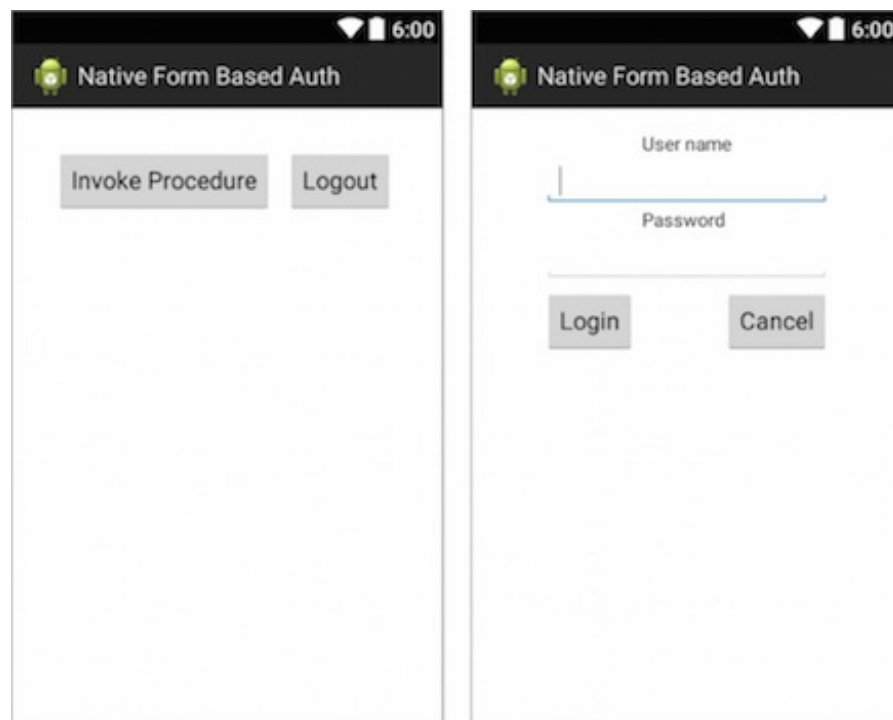 6:00
Native Form Based Auth
Invoke Procedure Logout
6:00
Native Form Based Auth
User name
Password
Login Cancel